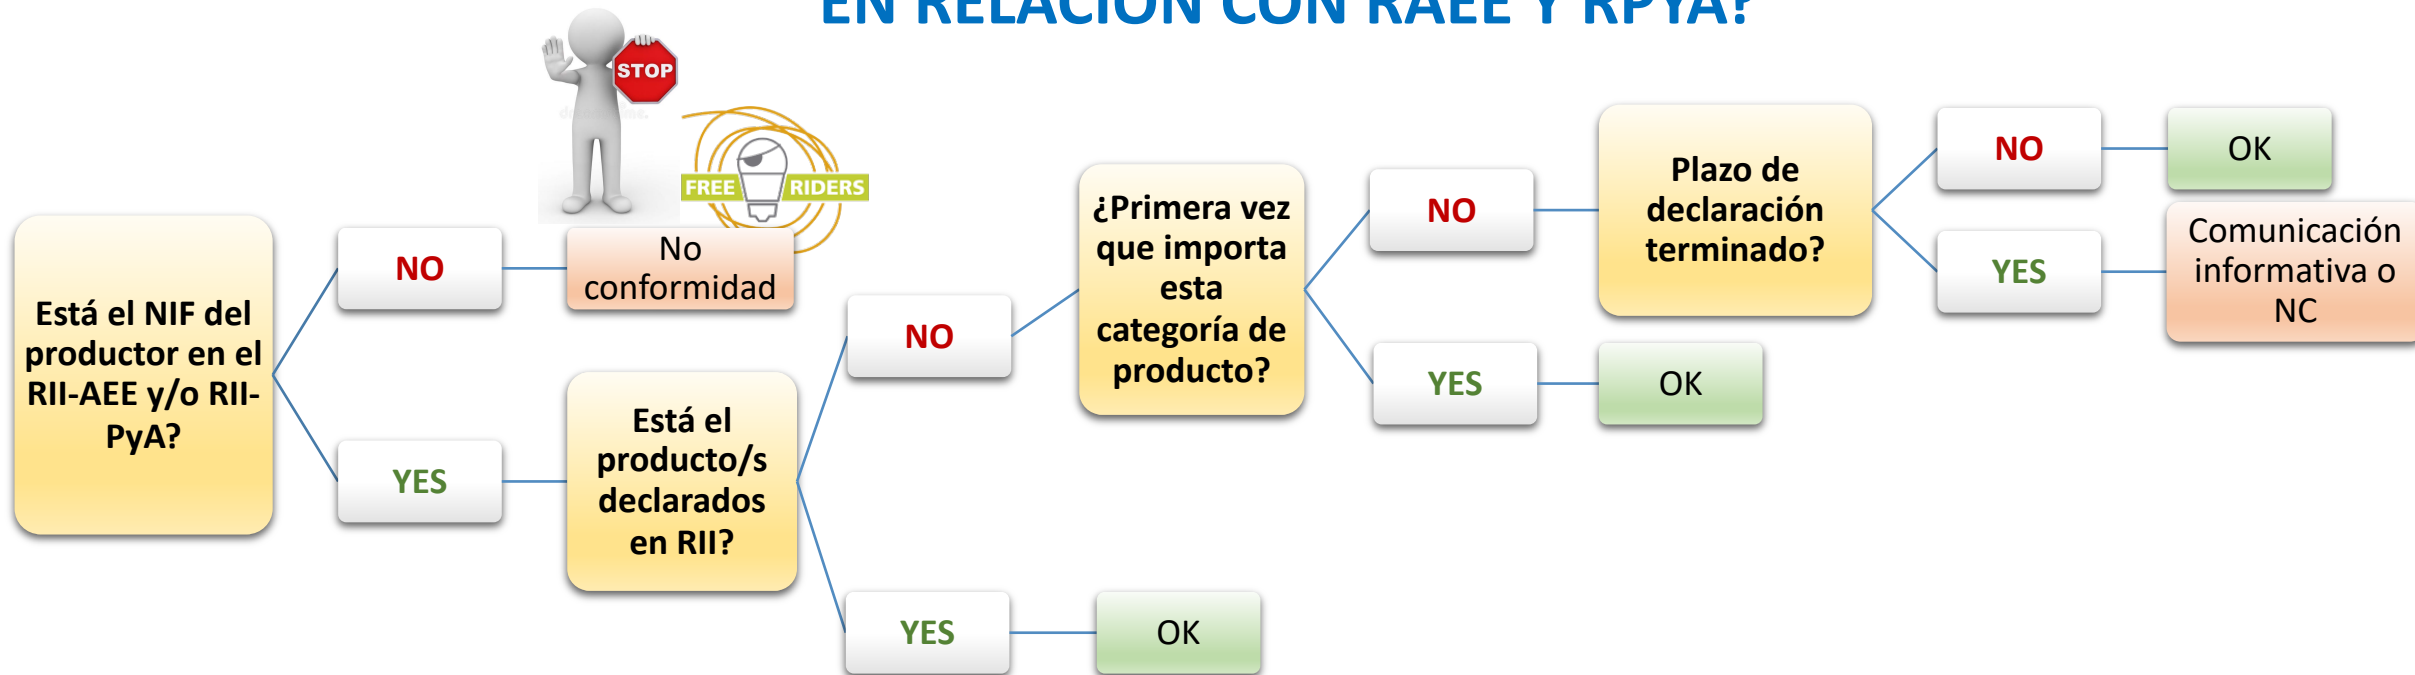 EN RELACIÓN CON RAEE Y RPYA?
STOP
FREE RIDERS
Está el NIF del
productor en el
RII-AEE y/o RII-
PyA?
NO
No
conformidad
YES
Está el
producto/s
declarados
en RII?
NO
¿Primera vez
que importa
esta
categoría de
producto?
NO
Plazo de
declaración
terminado?
NO
OK
YES
Comunicación
informativa o
NC
YES
OK
YES
OK